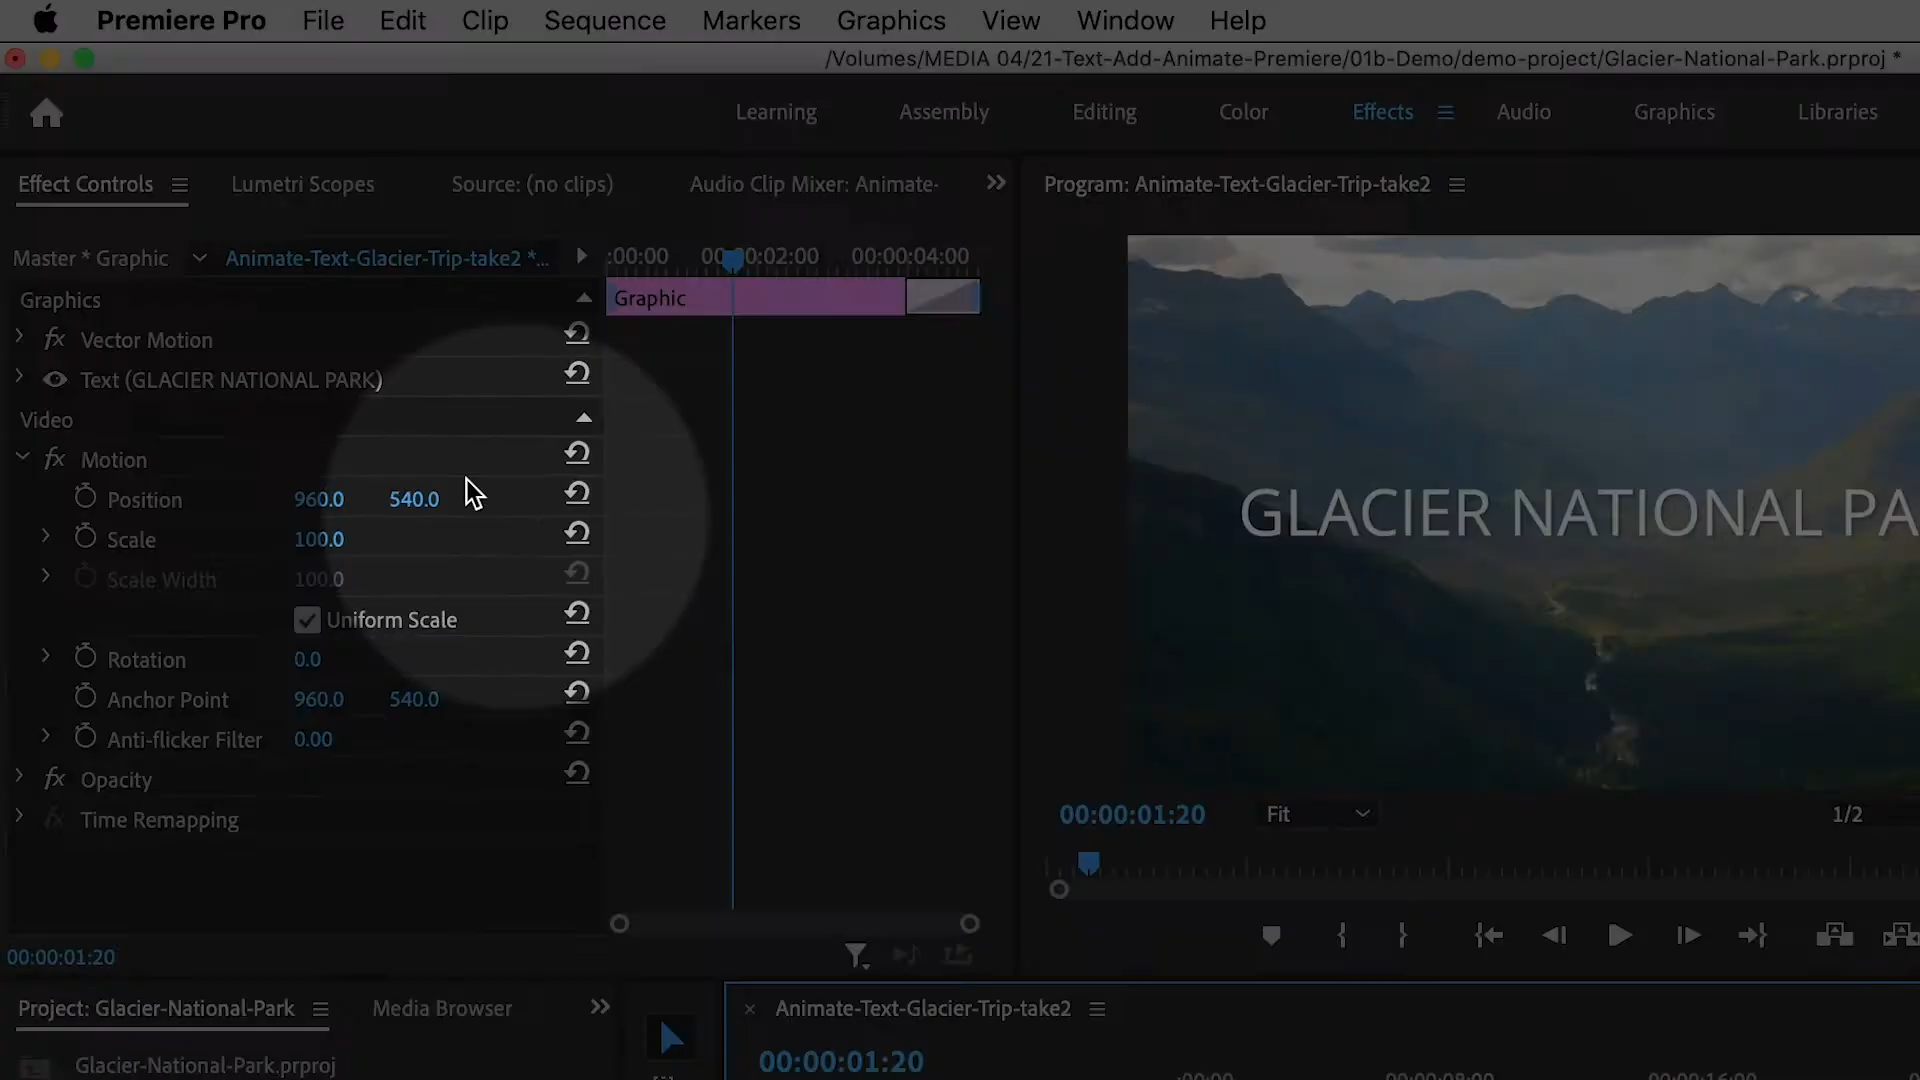 Premiere Pro File Edit Clip Sequence Markers Graphics View Window Help
/Volumes/MEDIA 04/21-Text-Add-Animate-Premiere/01b-Demo/demo-project/Glacier-National-Park.prproj *
Learning Assembly Editing Color Effects Audio Graphics Libraries
Effect Controls Lumetri Scopes Source: (no clips) Audio Clip Mixer: Animate-
Program: Animate-Text-Glacier-Trip-take2
Master * Graphic Animate-Text-Glacier-Trip-take2 *...
:00:00 02:00 00:00:04:00
Graphics
Graphic
fx Vector Motion
Text (GLACIER NATIONAL PARK)
Video
fx Motion
Position 960.0 540.0
Scale 100.0
Scale Width 100.0
Uniform Scale
Rotation 0.0
Anchor Point 960.0 540.0
Anti-flicker Filter 0.00
fx Opacity
fx Time Remapping
GLACIER NATIONAL PA
00:00:01:20 Fit 1/2
00:00:01:20
Project: Glacier-National-Park Media Browser
Glacier-National-Park.prproj
Animate-Text-Glacier-Trip-take2
00:00:01:20